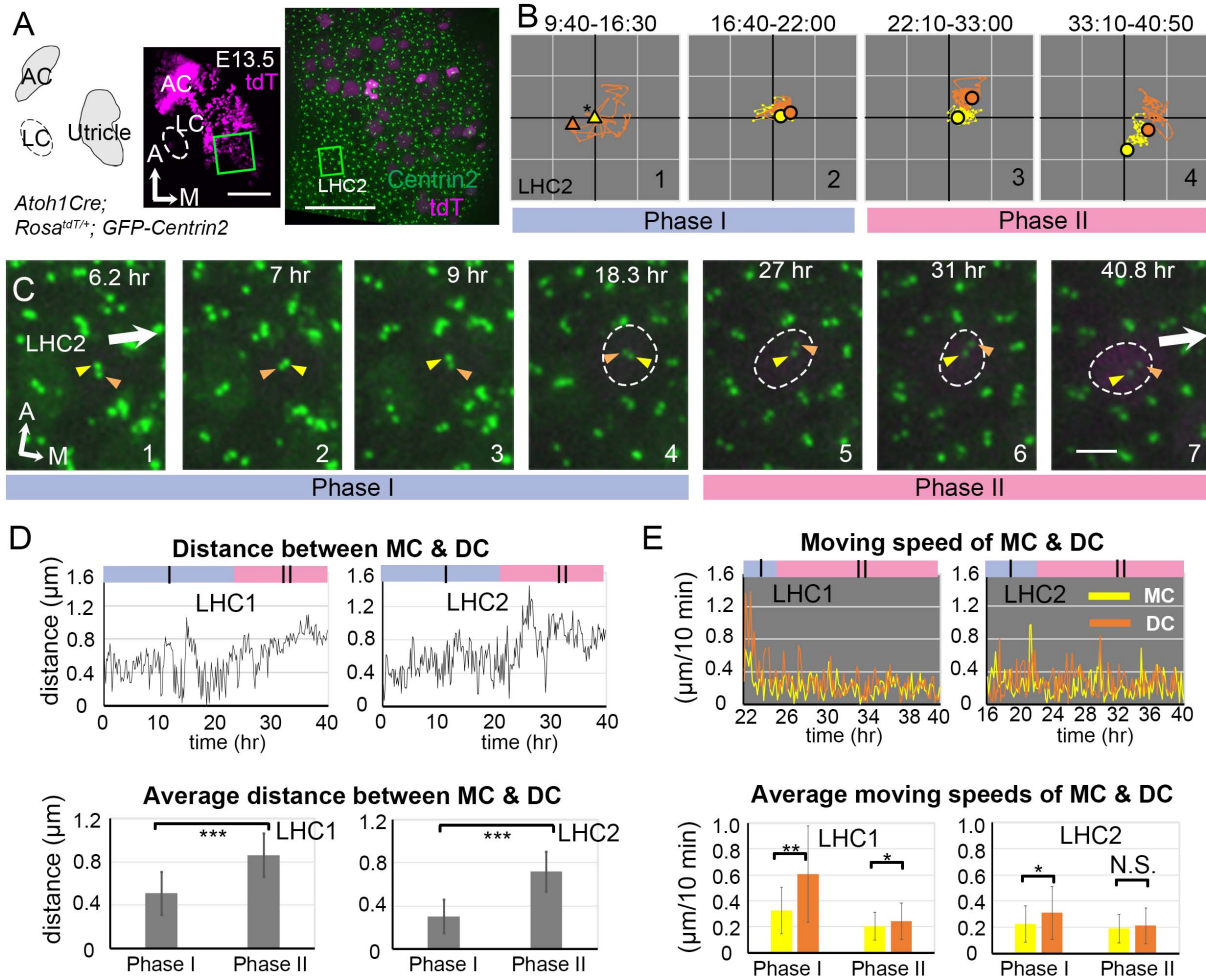 A
AC
LC
Utricle
Atoh1Cre;
Rosa^tdT/+; GFP-Centrin2
E13.5
tdT
AC
LC
A
M
LHC2
Centrin2
tdT
B
9:40-16:30
16:40-22:00
22:10-33:00
33:10-40:50
*
LHC2
1
2
3
4
Phase I
Phase II
C
6.2 hr
7 hr
9 hr
18.3 hr
27 hr
31 hr
40.8 hr
LHC2
A
M
1
2
3
4
5
6
7
Phase I
Phase II
D
Distance between MC & DC
I
II
I
II
distance (µm)
1.6
1.2
0.8
0.4
0
LHC1
0 10 20 30 40
time (hr)
1.6
1.2
0.8
0.4
0
LHC2
0 10 20 30 40
time (hr)
Average distance between MC & DC
distance (µm)
1.2
0.8
0.4
0
***
LHC1
Phase I Phase II
1.2
0.8
0.4
0
***
LHC2
Phase I Phase II
E
Moving speed of MC & DC
I
II
I
II
(µm/10 min)
1.6
1.2
0.8
0.4
0
LHC1
22 26 30 34 40
time (hr)
1.6
1.2
0.8
0.4
0
LHC2
MC
DC
16 20 24 28 32 36 40
time (hr)
Average moving speeds of MC & DC
(µm/10 min)
1.0
0.8
0.6
0.4
0.2
0
LHC1
**
*
Phase I Phase II
1.0
0.8
0.6
0.4
0.2
0
LHC2
*
N.S.
Phase I Phase II